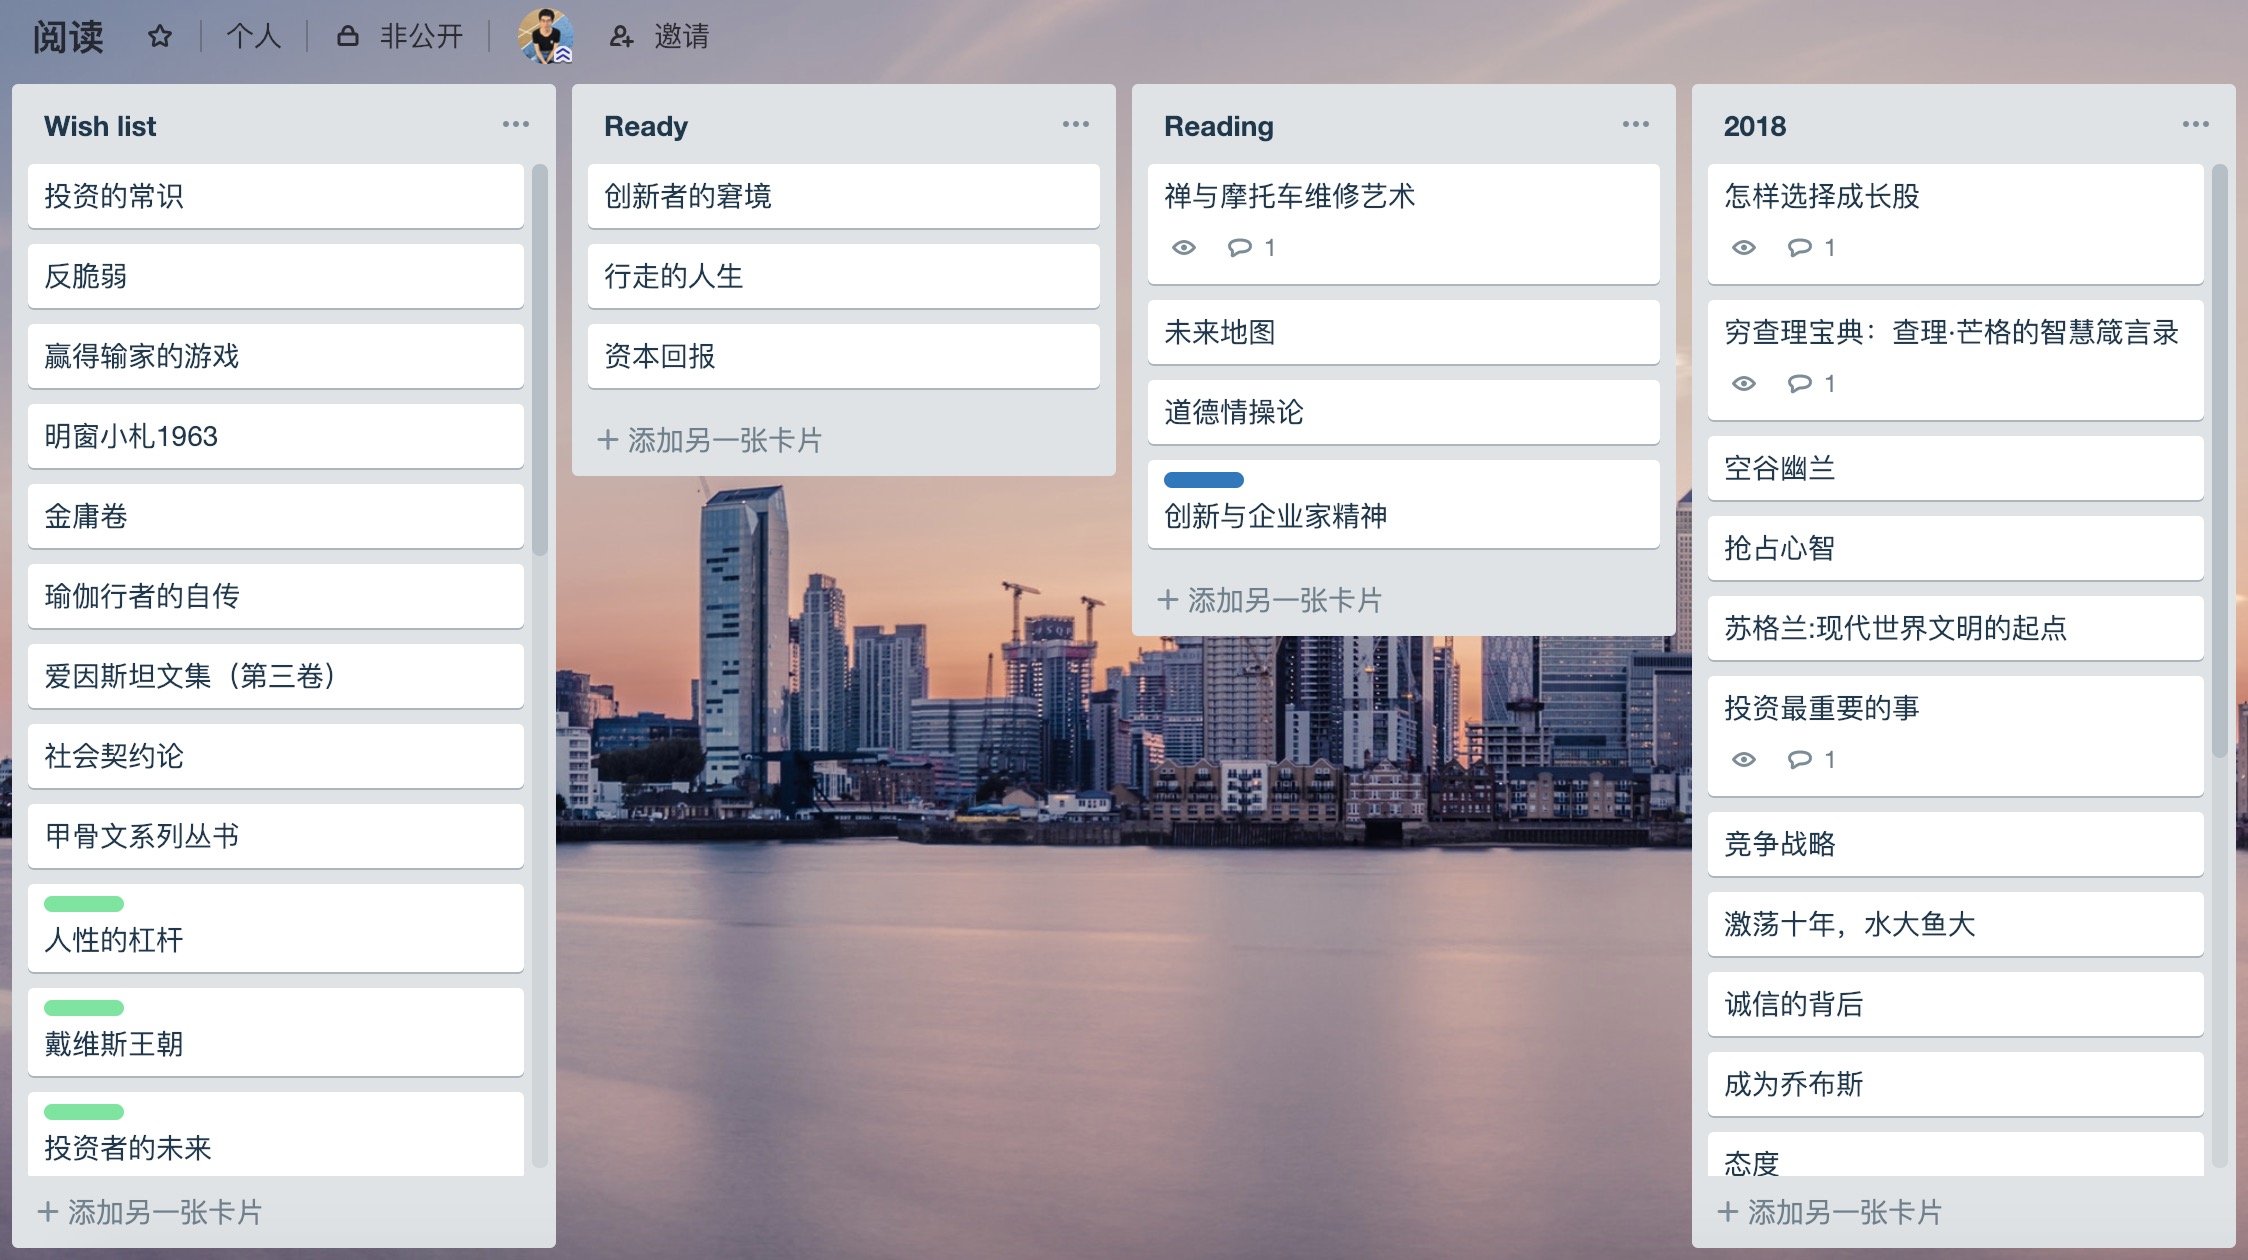 阅读
个人
非公开
邀请
Wish list
投资的常识
反脆弱
赢得输家的游戏
明窗小札1963
金庸卷
瑜伽行者的自传
爱因斯坦文集（第三卷）
社会契约论
甲骨文系列丛书
人性的杠杆
戴维斯王朝
投资者的未来
+ 添加另一张卡片
Ready
创新者的窘境
行走的人生
资本回报
+ 添加另一张卡片
Reading
禅与摩托车维修艺术
1
未来地图
道德情操论
创新与企业家精神
+ 添加另一张卡片
2018
怎样选择成长股
1
穷查理宝典：查理·芒格的智慧箴言录
1
空谷幽兰
抢占心智
苏格兰:现代世界文明的起点
投资最重要的事
1
竞争战略
激荡十年，水大鱼大
诚信的背后
成为乔布斯
态度
+ 添加另一张卡片